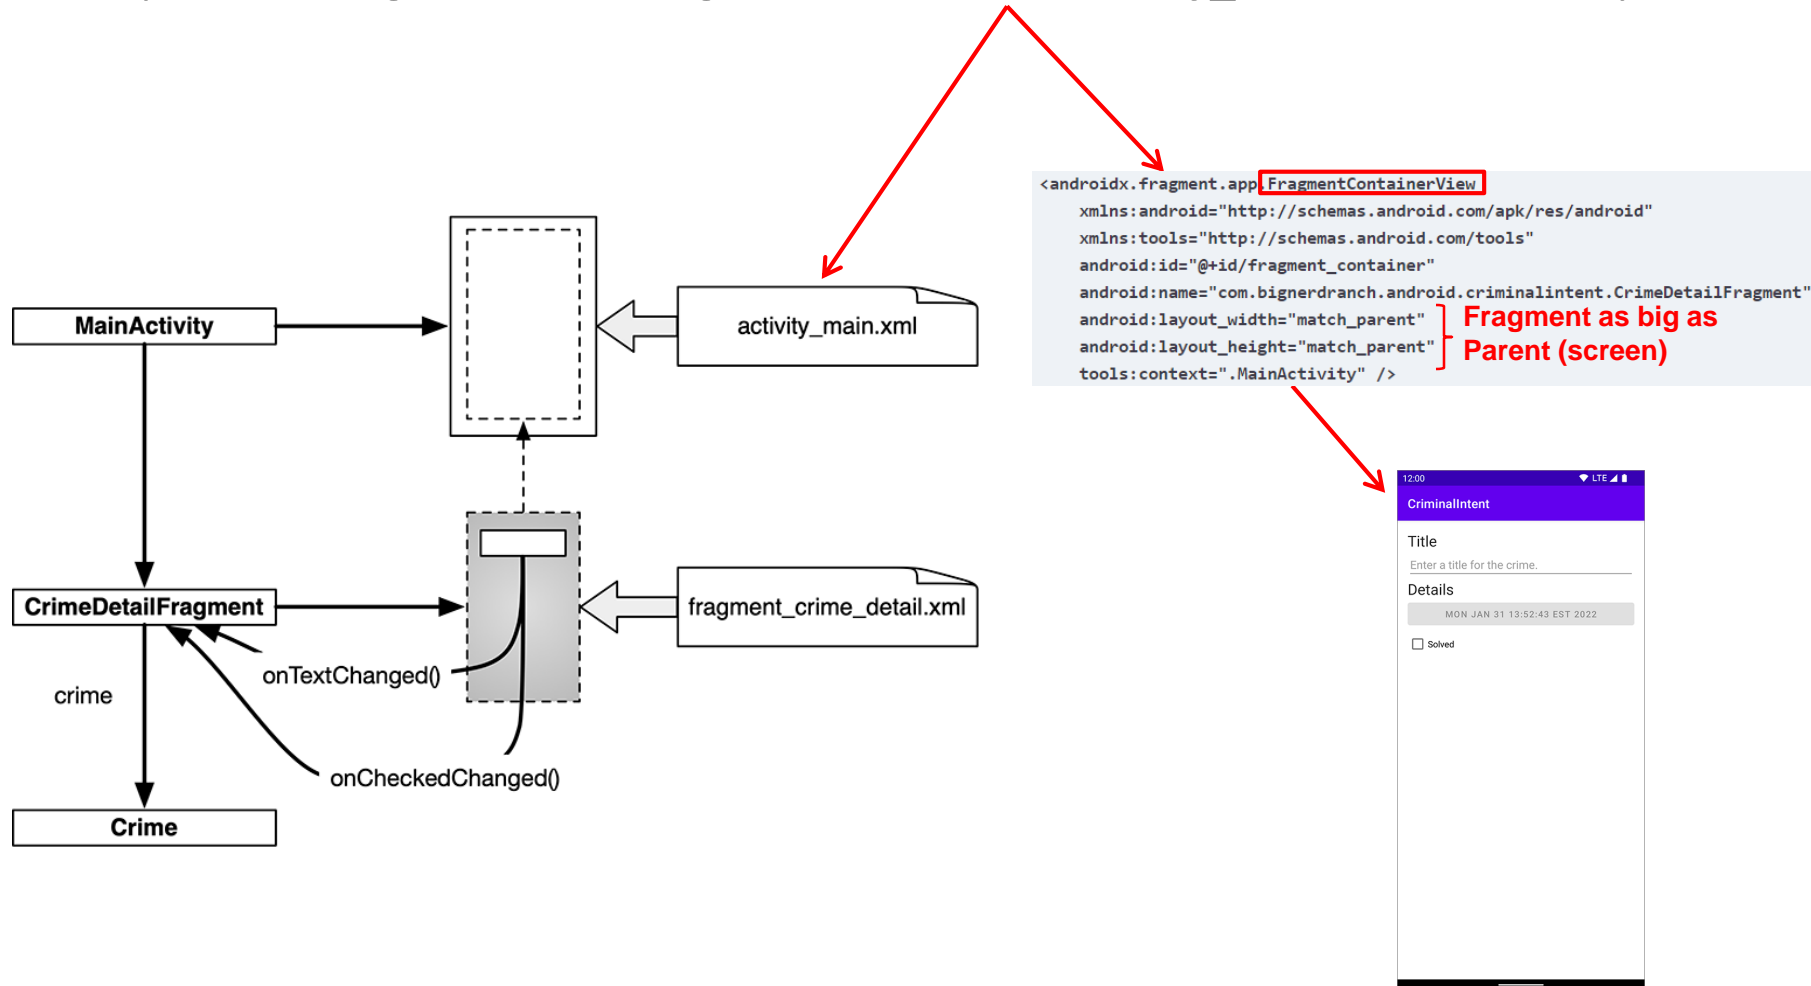 <androidx.fragment.app.FragmentContainerView
xmlns:android="http://schemas.android.com/apk/res/android"
xmlns:tools="http://schemas.android.com/tools"
android:id="@+id/fragment_container"
android:name="com.bignerdranch.android.criminalintent.CrimeDetailFragment"
android:layout_width="match_parent"
android:layout_height="match_parent"
tools:context=".MainActivity" />
Fragment as big as
Parent (screen)
MainActivity
activity_main.xml
CrimeDetailFragment
fragment_crime_detail.xml
onTextChanged()
crime
onCheckedChanged()
Crime
12:00
LTE
CriminalIntent
Title
Enter a title for the crime.
Details
MON JAN 31 13:52:43 EST 2022
Solved